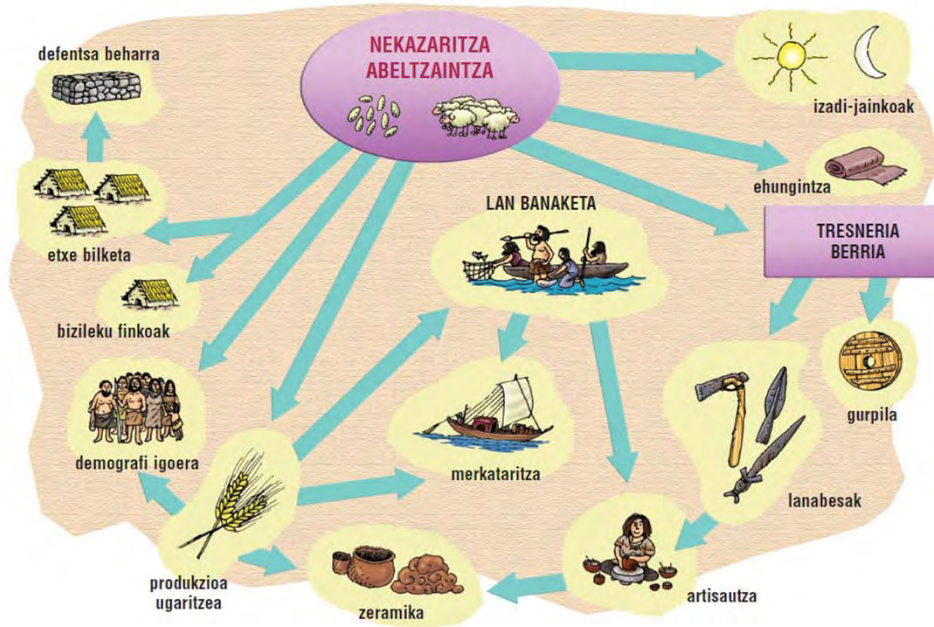 NEKAZARITZA
ABELTZAINTZA
defentsa beharra
izadi-jainkoak
ehungintza
LAN BANAKETA
TRESNERIA
BERRIA
etxe bilketa
bizileku finkoak
gurpila
demografi igoera
merkataritza
lanabesak
produkzioa
ugaritzea
zeramika
artisautza